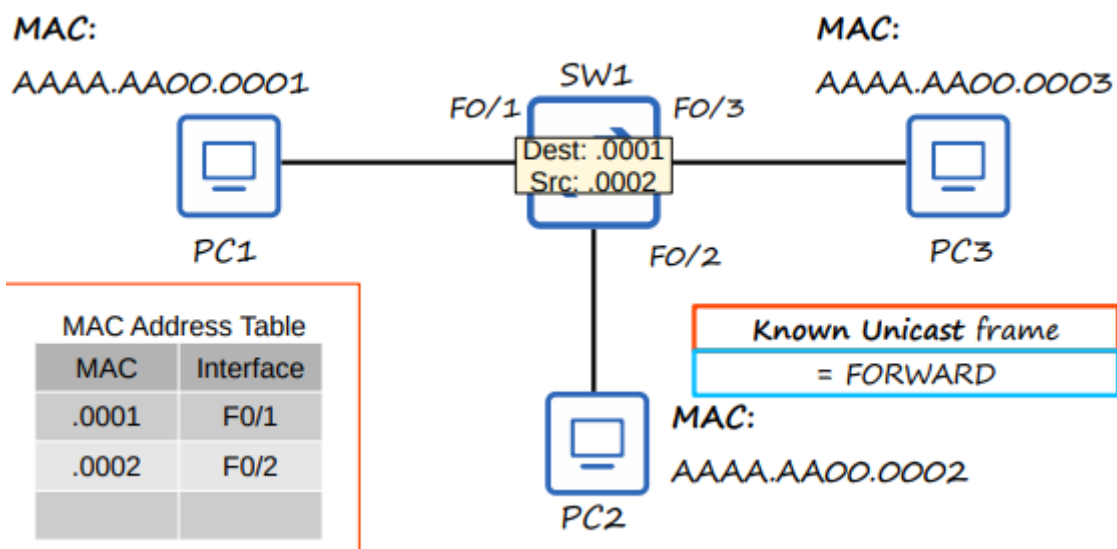 MAC:
AAAA.AA00.0001
MAC:
AAAA.AA00.0003
SW1
F0/1
F0/3
Dest: .0001
Src: .0002
PC1
F0/2
PC3
MAC Address Table
MAC Interface
.0001 F0/1
.0002 F0/2
Known Unicast frame
= FORWARD
MAC:
AAAA.AA00.0002
PC2